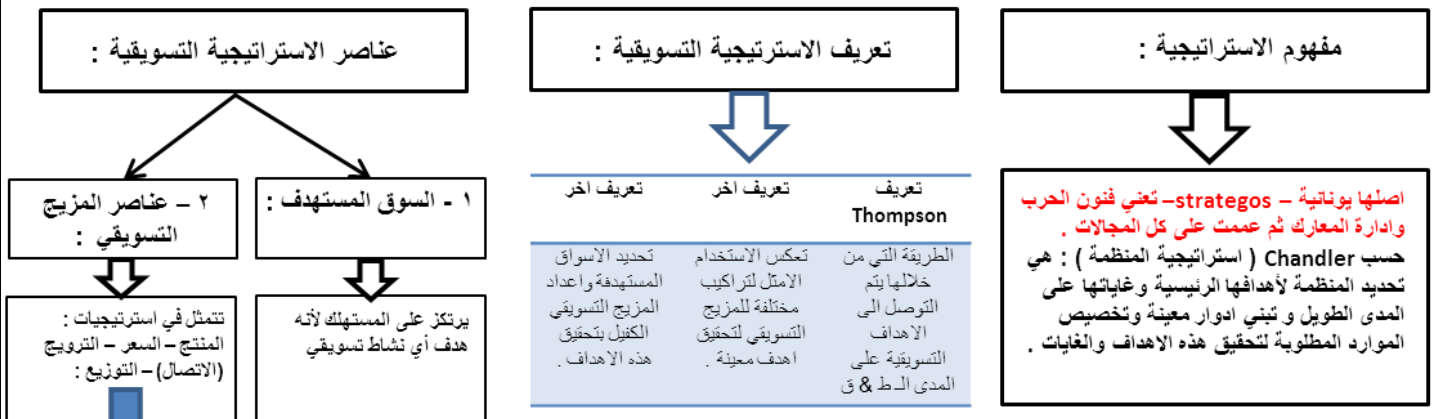 مفهوم الاستراتيجية :
اصلها يونانية – strategos– تعني فنون الحرب
وادارة المعارك ثم عممت على كل المجالات .
حسب Chandler ( استراتيجية المنظمة ) : هي
تحديد المنظمة لأهدافها الرئيسية وغاياتها على
المدى الطويل و تبني ادوار معينة وتخصيص
الموارد المطلوبة لتحقيق هذه الاهداف والغايات .
تعريف الاسترتيجية التسويقية :
تعريف
Thompson
الطريقة التي من
خلالها يتم
التوصل الى
الاهداف
التسويقية على
المدى الـ ط & ق
تعريف اخر
تعكس الاستخدام
الامثل لتراكيب
مختلفة للمزيج
التسويقي لتحقيق
اهدف معينة .
تعريف اخر
تحديد الاسواق
المستهدفة واعداد
المزيج التسويقي
الكفيل بتحقيق
هذه الاهداف .
عناصر الاستراتيجية التسويقية :
١ - السوق المستهدف :
يرتكز على المستهلك لأنه
هدف أي نشاط تسويقي
٢ – عناصر المزيج
التسويقي :
تتمثل في استرتيجيات :
المنتج – السعر – الترويج
(الاتصال) – التوزيع :